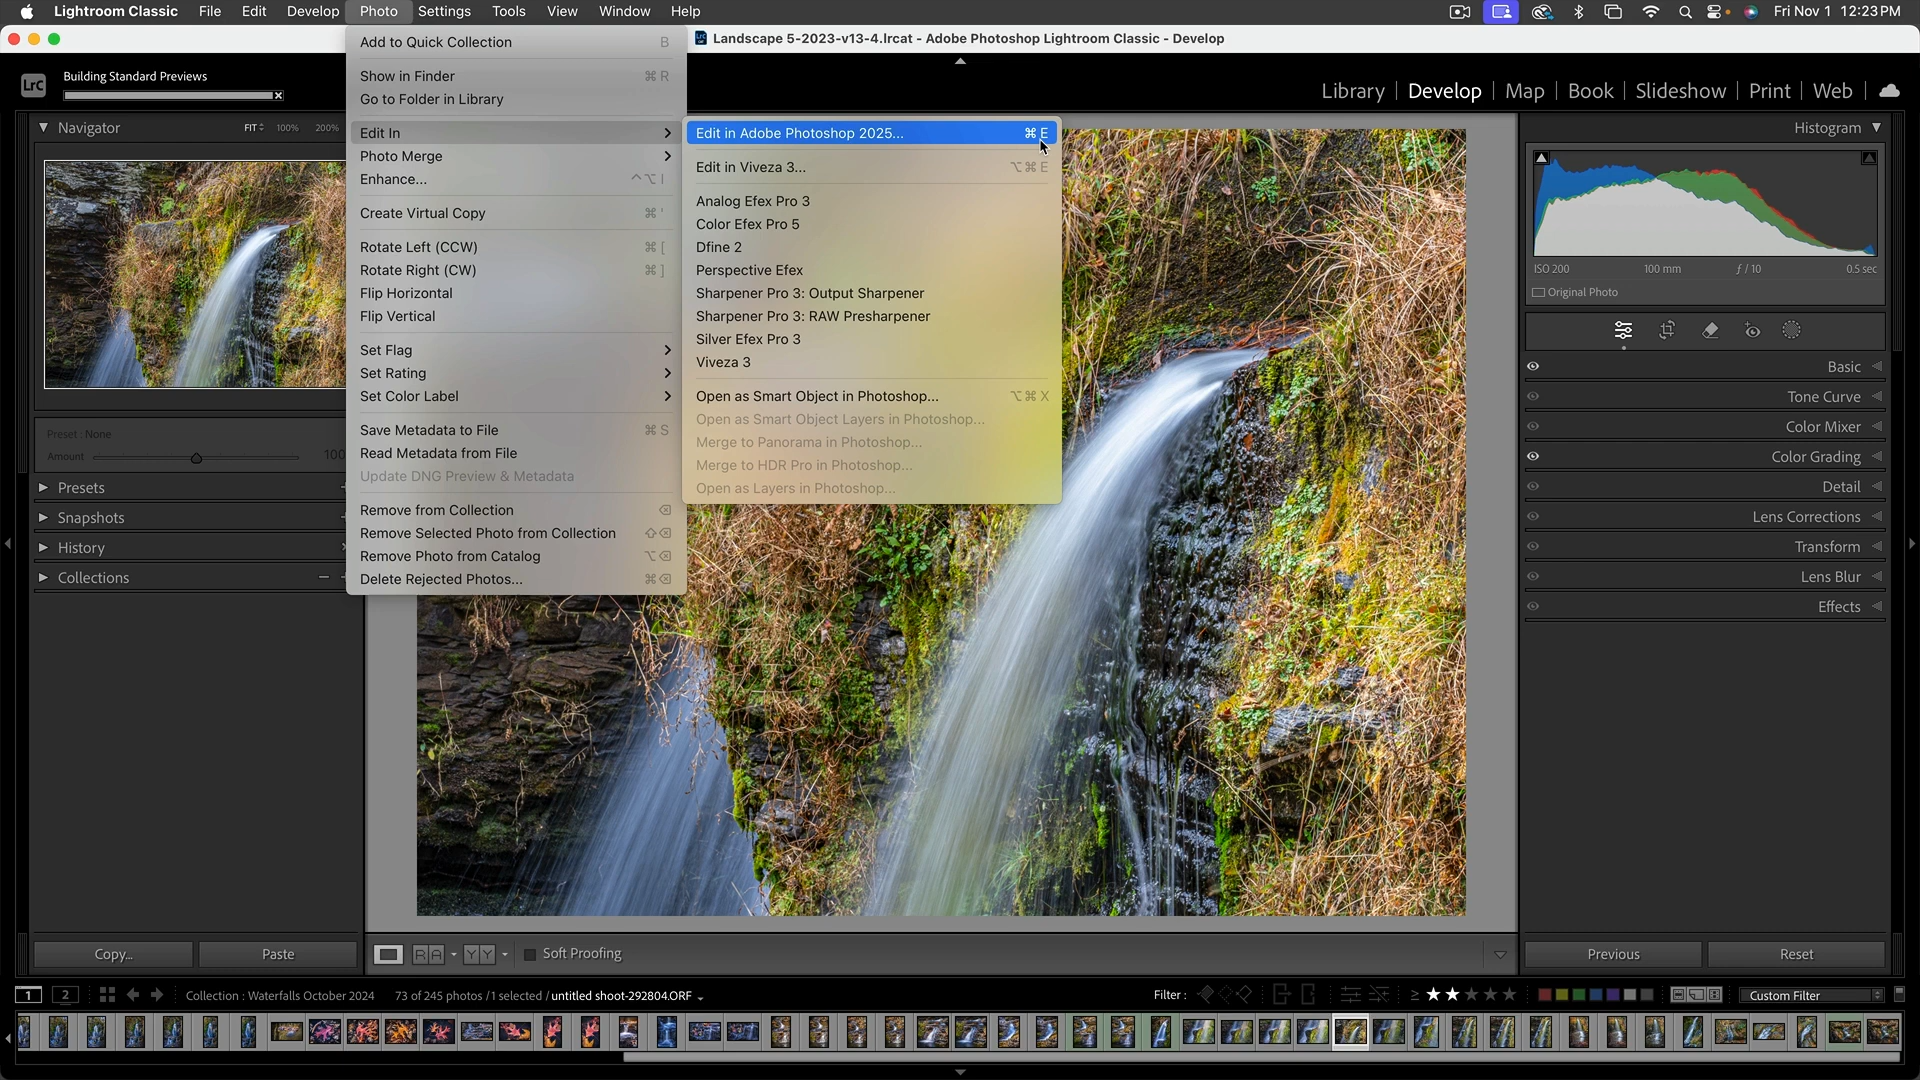 Lightroom Classic File Edit Develop Photo Settings Tools View Window Help Fri Nov 1 12:23 PM
Landscape 5-2023-v13-4.lrcat - Adobe Photoshop Lightroom Classic - Develop
LrC
Building Standard Previews
Library | Develop | Map | Book | Slideshow | Print | Web |
Navigator FIT 100% 200%
Preset : None
Amount 100
Presets
Snapshots
History
Collections
Add to Quick Collection B
Show in Finder ⌘ R
Go to Folder in Library
Edit In
Photo Merge
Enhance... ⌃⌥ I
Create Virtual Copy ⌘ '
Rotate Left (CCW) ⌘ [
Rotate Right (CW) ⌘ ]
Flip Horizontal
Flip Vertical
Set Flag
Set Rating
Set Color Label
Save Metadata to File ⌘ S
Read Metadata from File
Update DNG Preview & Metadata
Remove from Collection ⌫
Remove Selected Photo from Collection ⇧⌫
Remove Photo from Catalog ⌥⌫
Delete Rejected Photos... ⌘⌫
Edit in Adobe Photoshop 2025... ⌘ E
Edit in Viveza 3... ⌥⌘ E
Analog Efex Pro 3
Color Efex Pro 5
Dfine 2
Perspective Efex
Sharpener Pro 3: Output Sharpener
Sharpener Pro 3: RAW Presharpener
Silver Efex Pro 3
Viveza 3
Open as Smart Object in Photoshop... ⌥⌘ X
Open as Smart Object Layers in Photoshop...
Merge to Panorama in Photoshop...
Merge to HDR Pro in Photoshop...
Open as Layers in Photoshop...
Histogram
ISO 200 100 mm ƒ / 10 0.5 sec
Original Photo
Basic
Tone Curve
Color Mixer
Color Grading
Detail
Lens Corrections
Transform
Lens Blur
Effects
Copy... Paste
R A Y Y Soft Proofing
Previous Reset
1 2 Collection : Waterfalls October 2024 73 of 245 photos / 1 selected / untitled shoot-292804.ORF
Filter : ≥ ★ ★ ★ ★ ★ Custom Filter